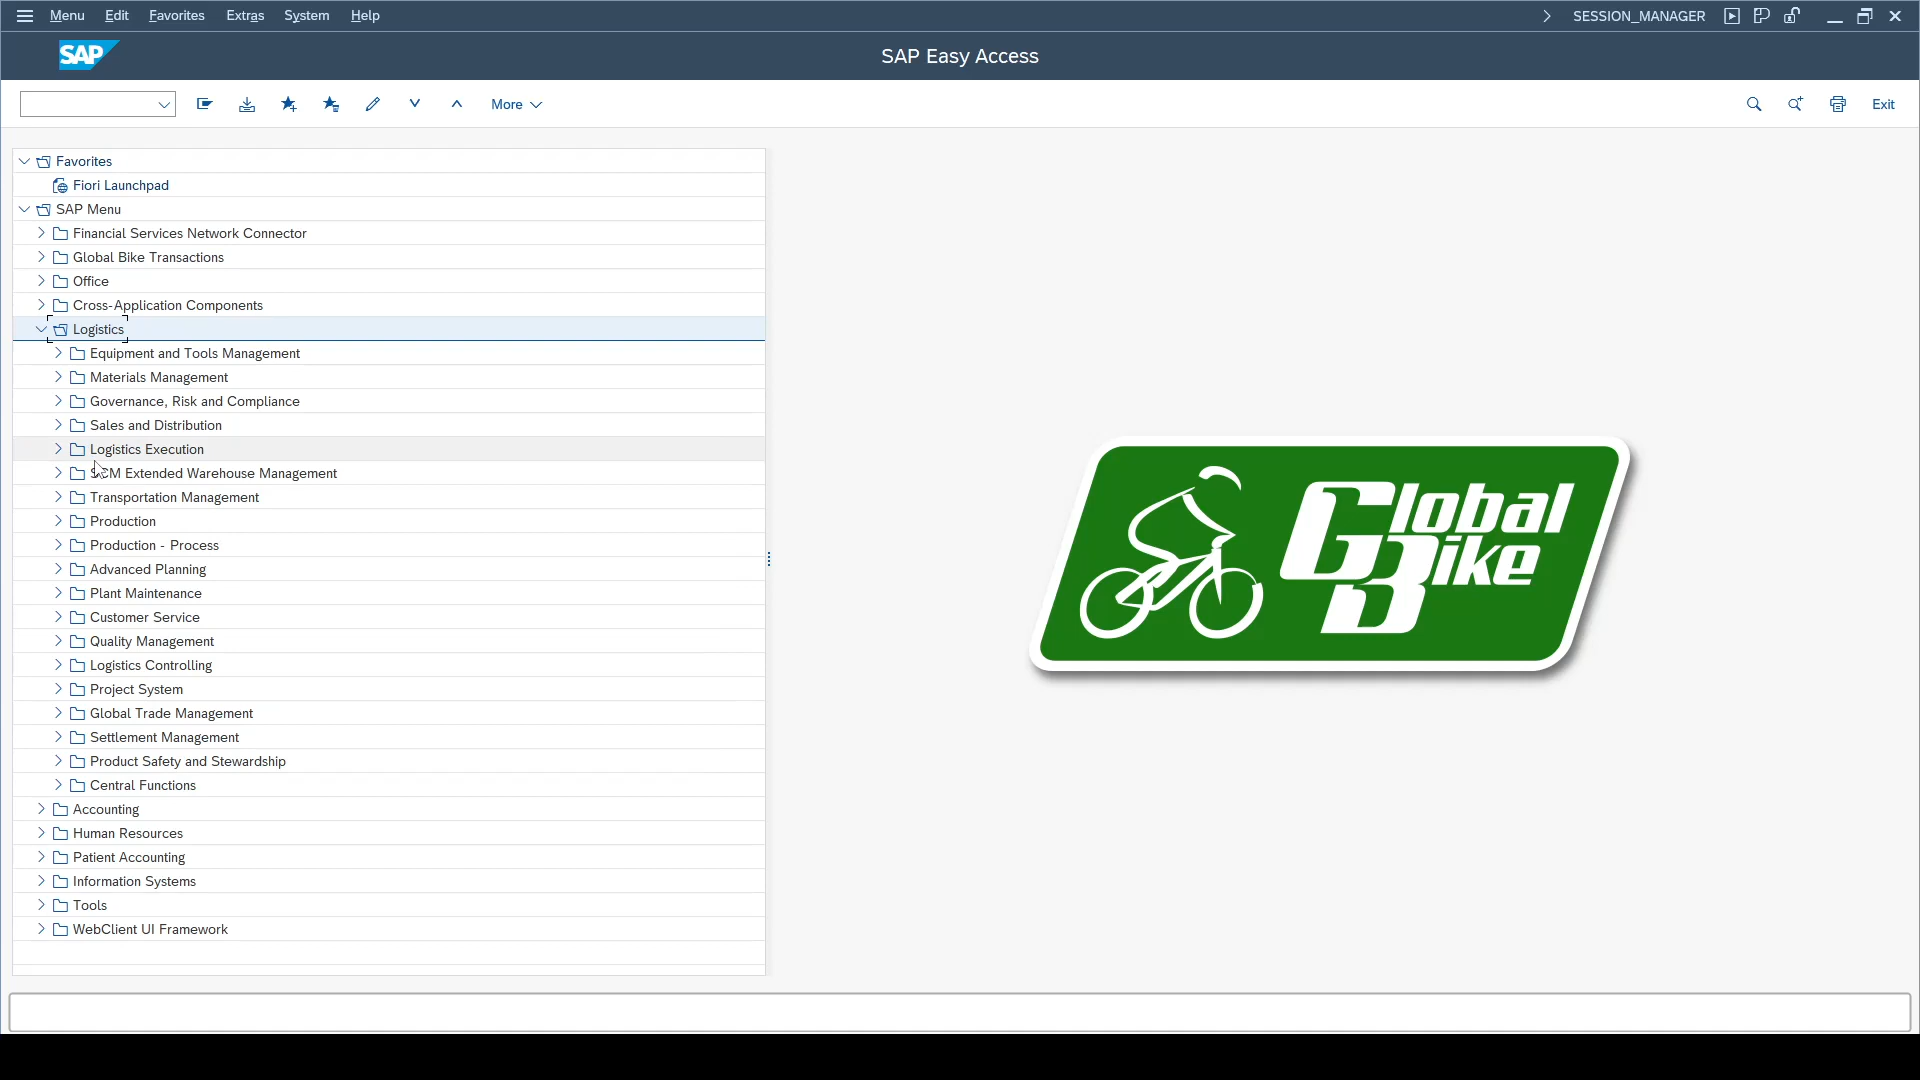 Menu Edit Favorites Extras System Help SESSION_MANAGER
SAP SAP Easy Access
More Exit
Favorites
Fiori Launchpad
SAP Menu
Financial Services Network Connector
Global Bike Transactions
Office
Cross-Application Components
Logistics
Equipment and Tools Management
Materials Management
Governance, Risk and Compliance
Sales and Distribution
Logistics Execution
SCM Extended Warehouse Management
Transportation Management
Production
Production - Process
Advanced Planning
Plant Maintenance
Customer Service
Quality Management
Logistics Controlling
Project System
Global Trade Management
Settlement Management
Product Safety and Stewardship
Central Functions
Accounting
Human Resources
Patient Accounting
Information Systems
Tools
WebClient UI Framework
Global
Bike